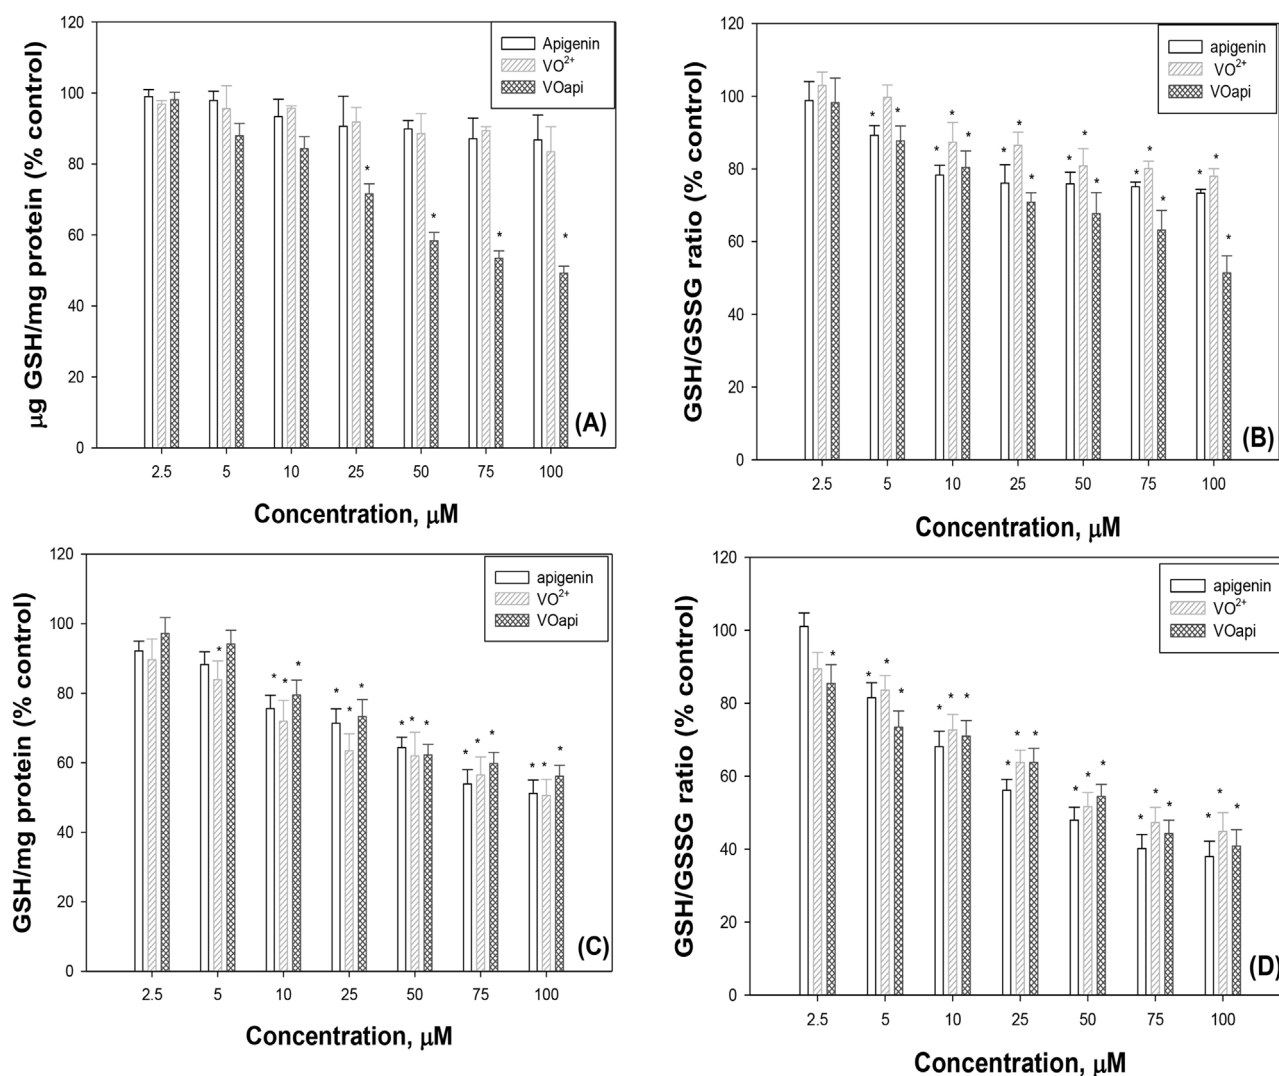 120
100
80
60
40
20
0
µg GSH/mg protein (% control)
Apigenin
VO²⁺
VOapi
* * * *
(A)
2.5 5 10 25 50 75 100
Concentration, µM
120
100
80
60
40
20
0
GSH/GSSG ratio (% control)
apigenin
VO²⁺
VOapi
* * * * * * * * * * * * * * * * *
(B)
2.5 5 10 25 50 75 100
Concentration, µM
120
100
80
60
40
20
0
GSH/mg protein (% control)
apigenin
VO²⁺
VOapi
* * * * * * * * * * * * * * * *
(C)
2.5 5 10 25 50 75 100
Concentration, µM
120
100
80
60
40
20
0
GSH/GSSG ratio (% control)
apigenin
VO²⁺
VOapi
* * * * * * * * * * * * * * * * * * *
(D)
2.5 5 10 25 50 75 100
Concentration, µM